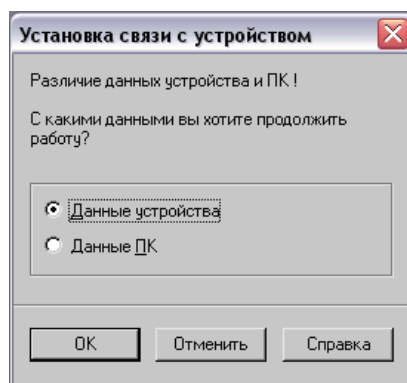 Установка связи с устройством
Различие данных устройства и ПК !
С какими данными вы хотите продолжить
работу?
Данные устройства
Данные ПК
OK
Отменить
Справка